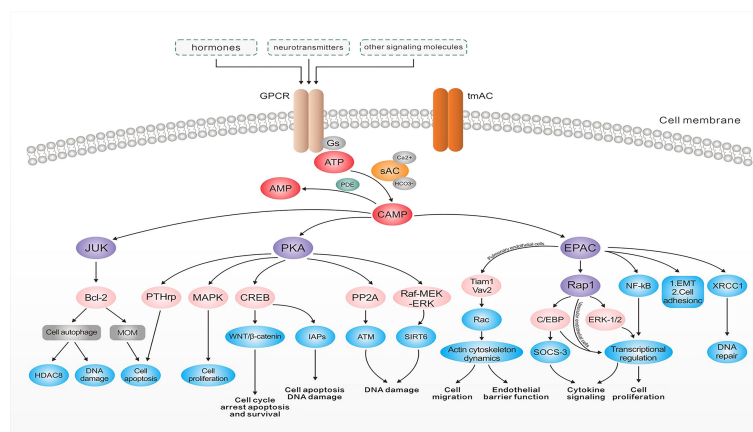 hormones
neurotransmitters
other signaling molecules
GPCR
tmAC
Cell membrane
Gs
ATP
Ca2+
sAC
HCO3-
PDE
AMP
CAMP
JUK
PKA
EPAC
Pulmonary endothelial cells
Bcl-2
PTHrp
MAPK
CREB
PP2A
Raf-MEK
-ERK
Tiam1
Vav2
Rap1
NF-kB
1.EMT
2.Cell
adhesionc
XRCC1
Cell autophagy
MOM
WNT/β-catenin
IAPs
ATM
SIRT6
Rac
C/EBP
ERK-1/2
HDAC8
DNA
damage
Cell
apoptosis
Cell
proliferation
Actin cytoskeleton
dynamics
SOCS-3
Transcriptional
regulation
DNA
repair
Cell cycle
arrest apoptosis
and survival
Cell apoptosis
DNA damage
DNA damage
Cell
migration
Endothelial
barrier function
Cytokine
signaling
Cell
proliferation